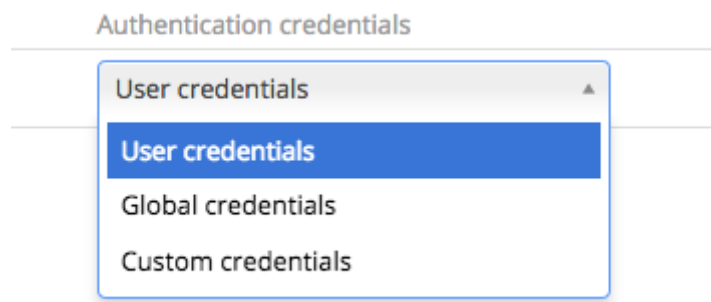 Authentication credentials
User credentials
User credentials
Global credentials
Custom credentials